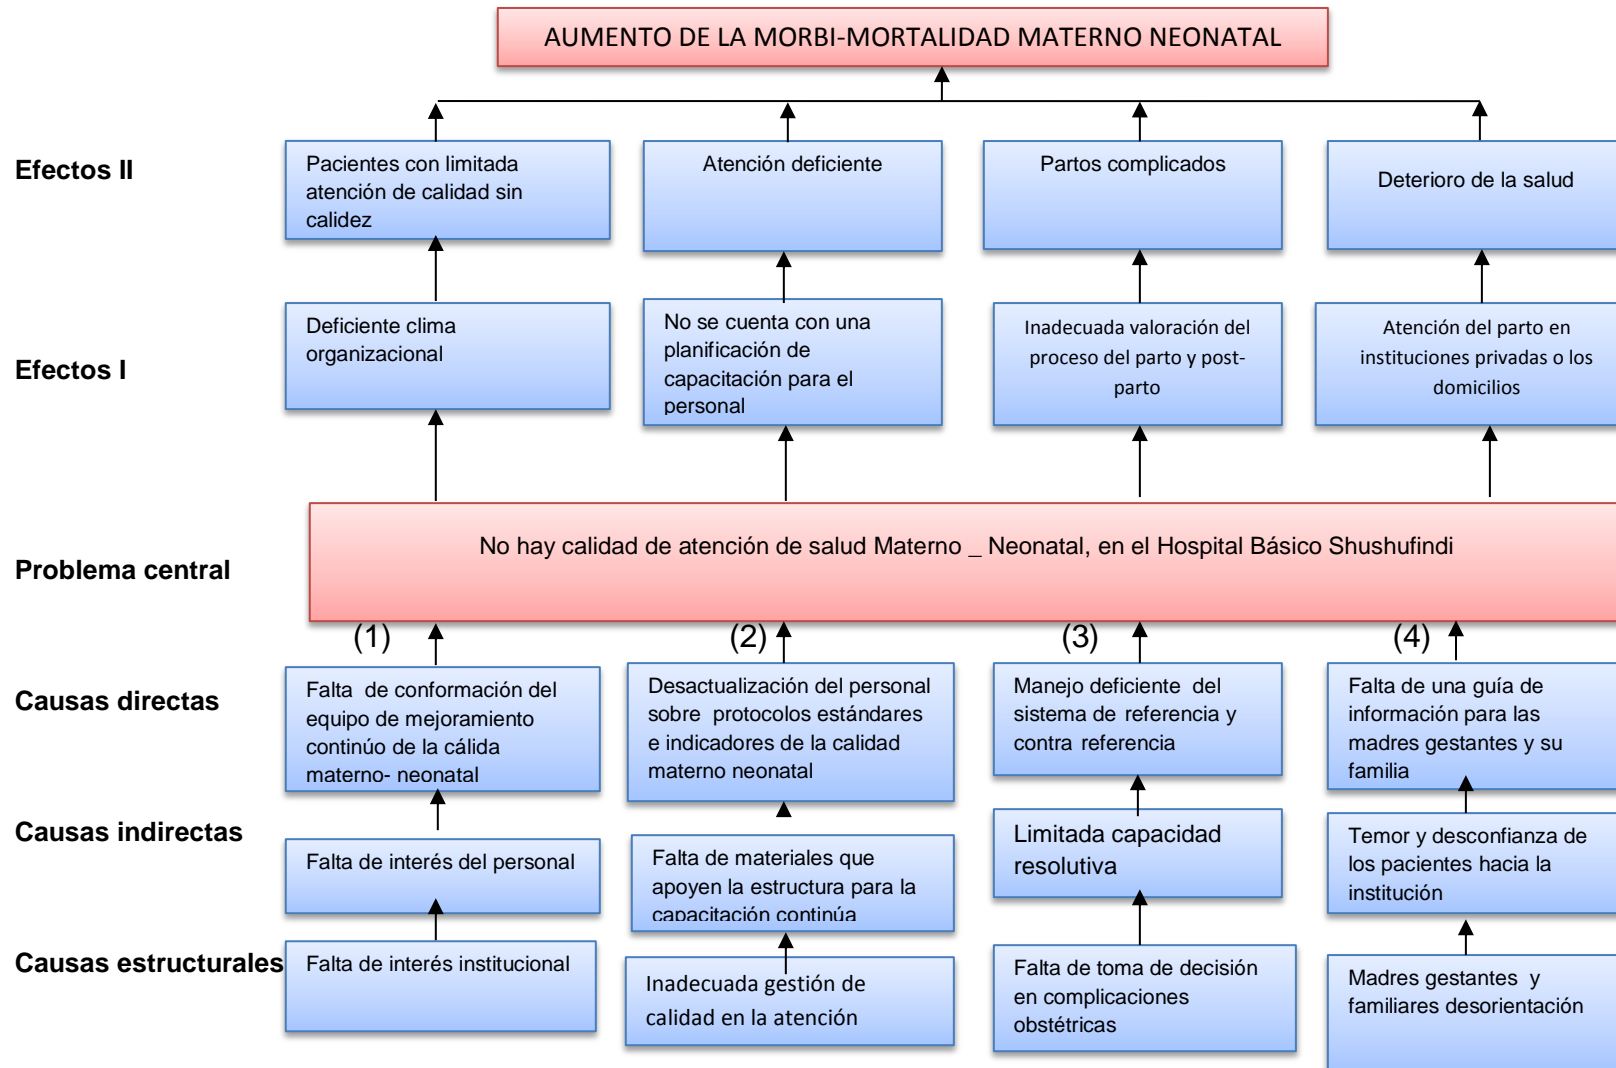 AUMENTO DE LA MORBI-MORTALIDAD MATERNO NEONATAL
Efectos II
Pacientes con limitada
atención de calidad sin
calidez
Atención deficiente
Partos complicados
Deterioro de la salud
Efectos I
Deficiente clima
organizacional
No se cuenta con una
planificación de
capacitación para el
personal
Inadecuada valoración del
proceso del parto y post-
parto
Atención del parto en
instituciones privadas o los
domicilios
Problema central
No hay calidad de atención de salud Materno _ Neonatal, en el Hospital Básico Shushufindi
(1)
(2)
(3)
(4)
Causas directas
Falta de conformación del
equipo de mejoramiento
continúo de la cálida
materno- neonatal
Desactualización del personal
sobre protocolos estándares
e indicadores de la calidad
materno neonatal
Manejo deficiente del
sistema de referencia y
contra referencia
Falta de una guía de
información para las
madres gestantes y su
familia
Causas indirectas
Falta de interés del personal
Falta de materiales que
apoyen la estructura para la
capacitación continúa
Limitada capacidad
resolutiva
Temor y desconfianza de
los pacientes hacia la
institución
Causas estructurales
Falta de interés institucional
Inadecuada gestión de
calidad en la atención
Falta de toma de decisión
en complicaciones
obstétricas
Madres gestantes y
familiares desorientación